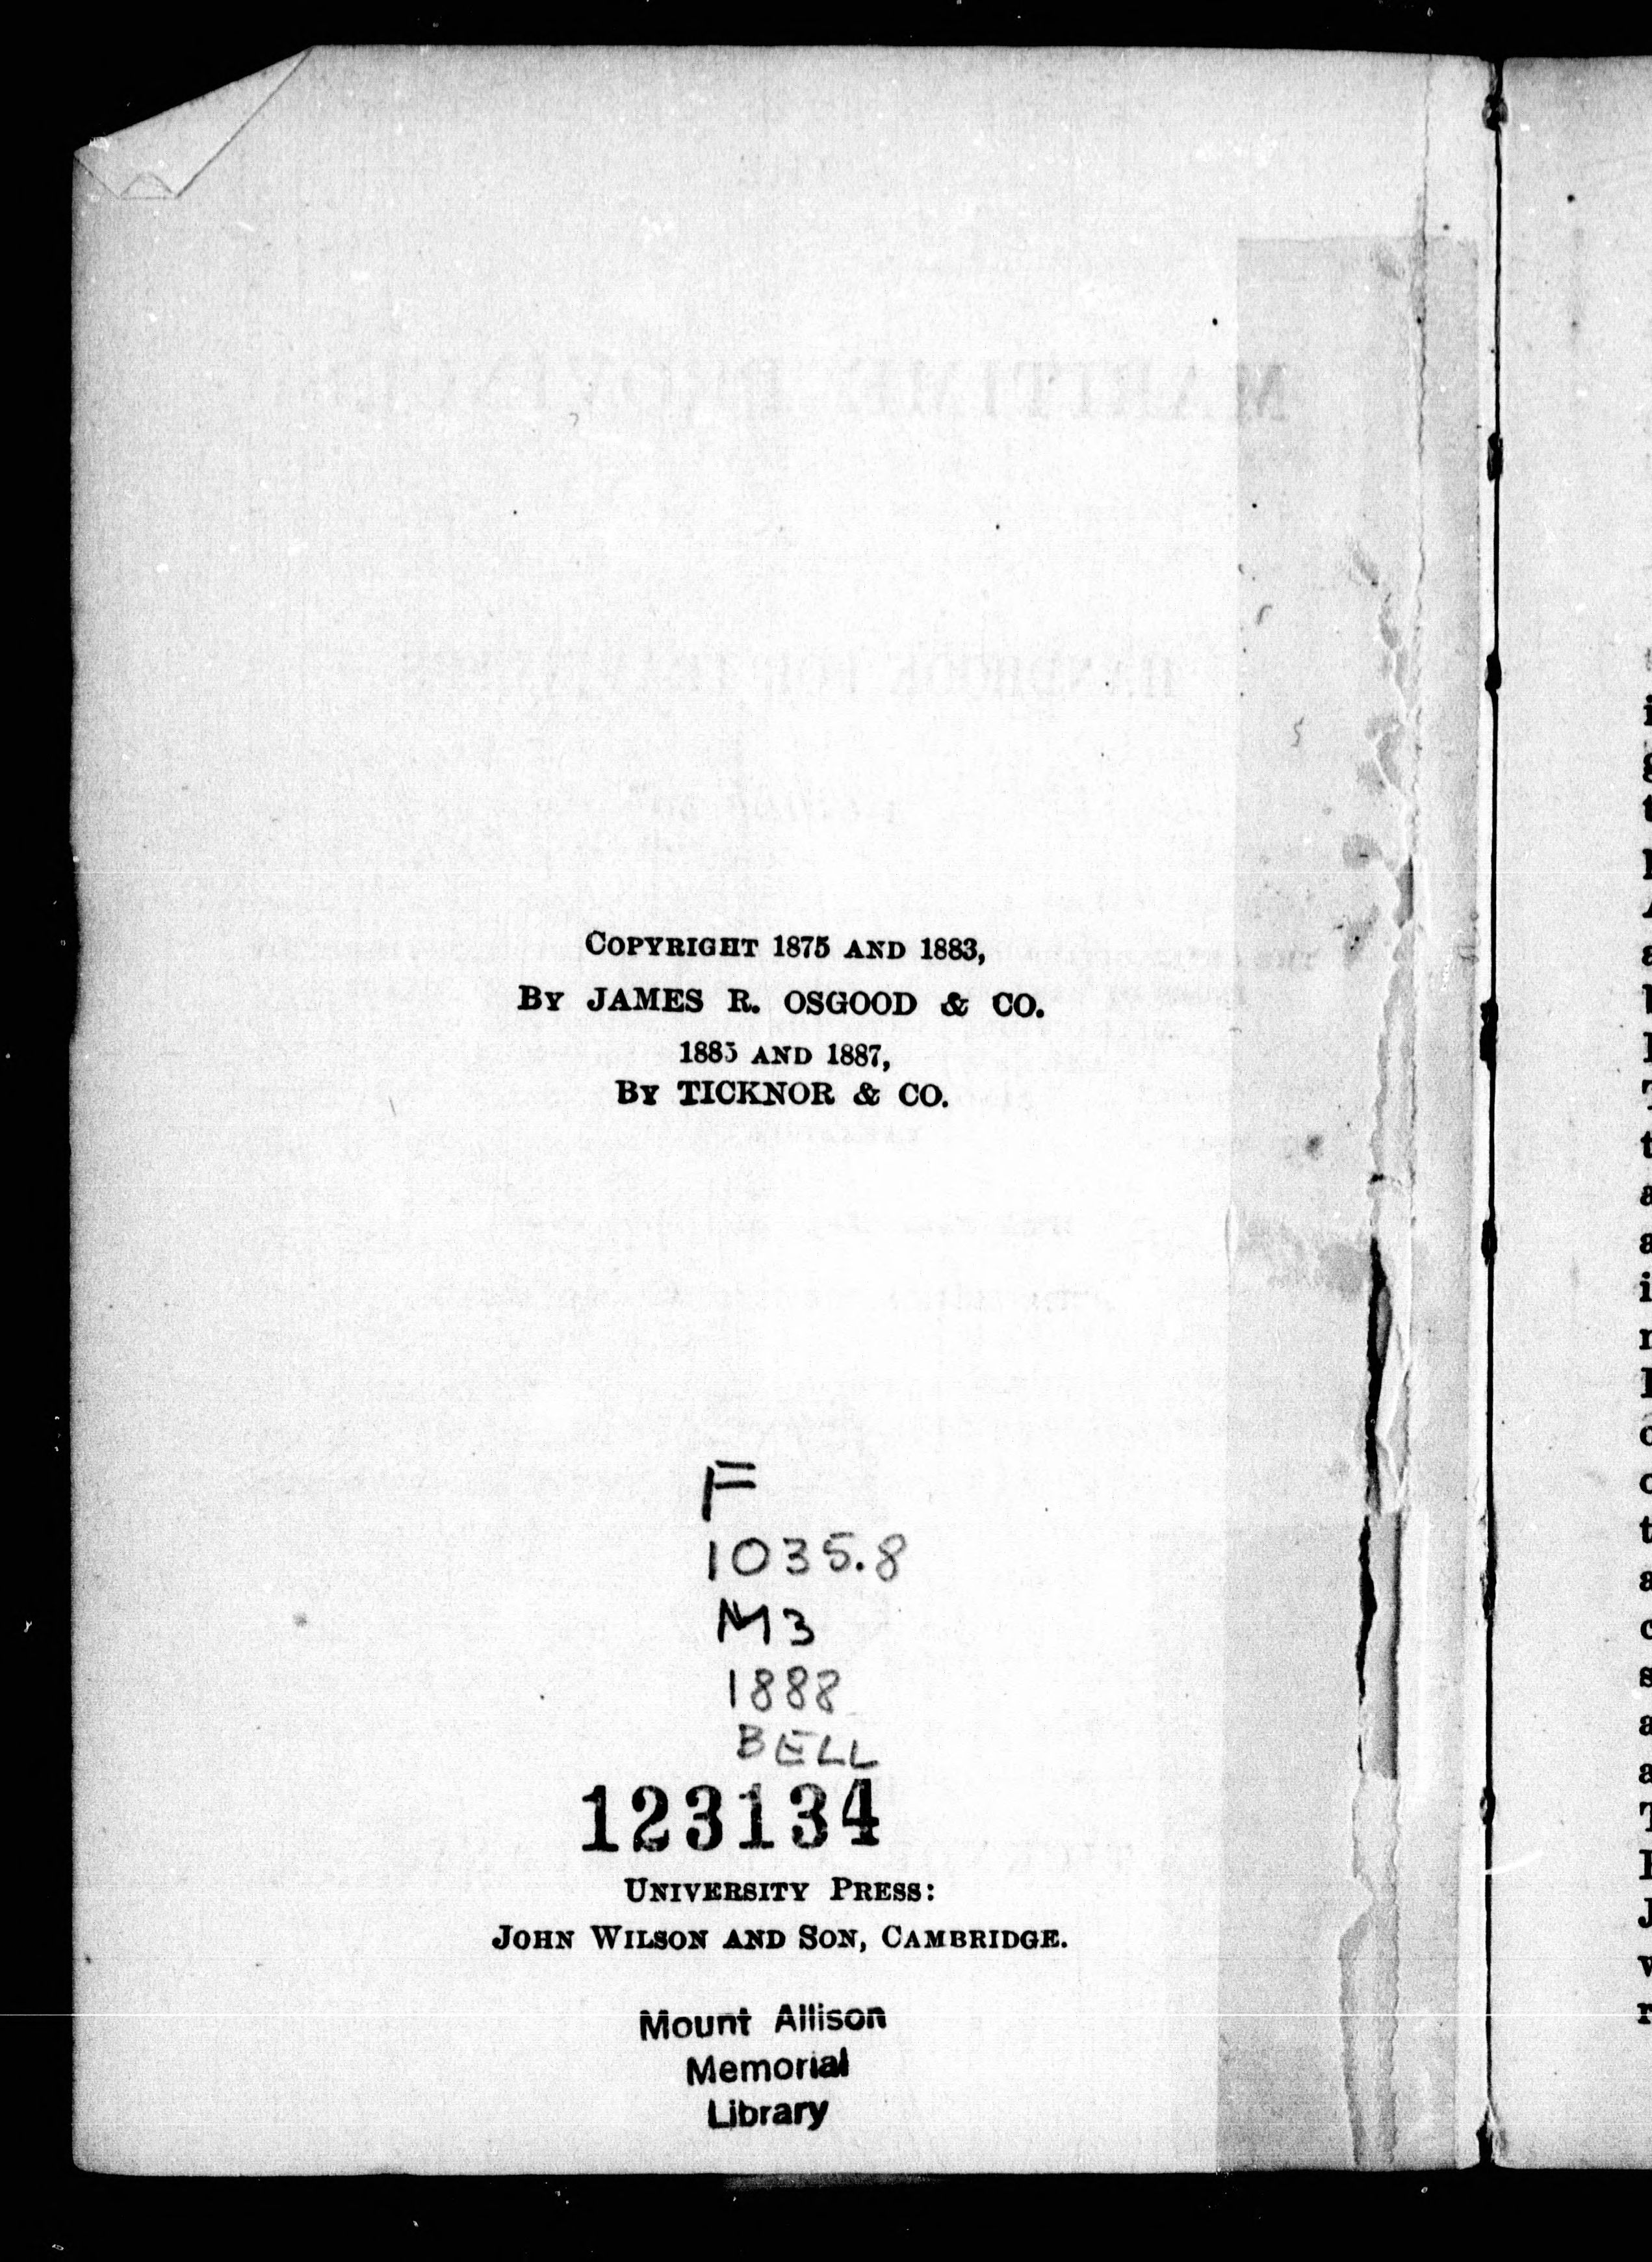 COPYRIGHT 1875 AND 1883,
BY JAMES R. OSGOOD & CO.
1885 AND 1887,
BY TICKNOR & CO.
F
1035.8
M3
1888
BELL
123134
UNIVERSITY PRESS:
JOHN WILSON AND SON, CAMBRIDGE.
Mount Allison
Memorial
Library